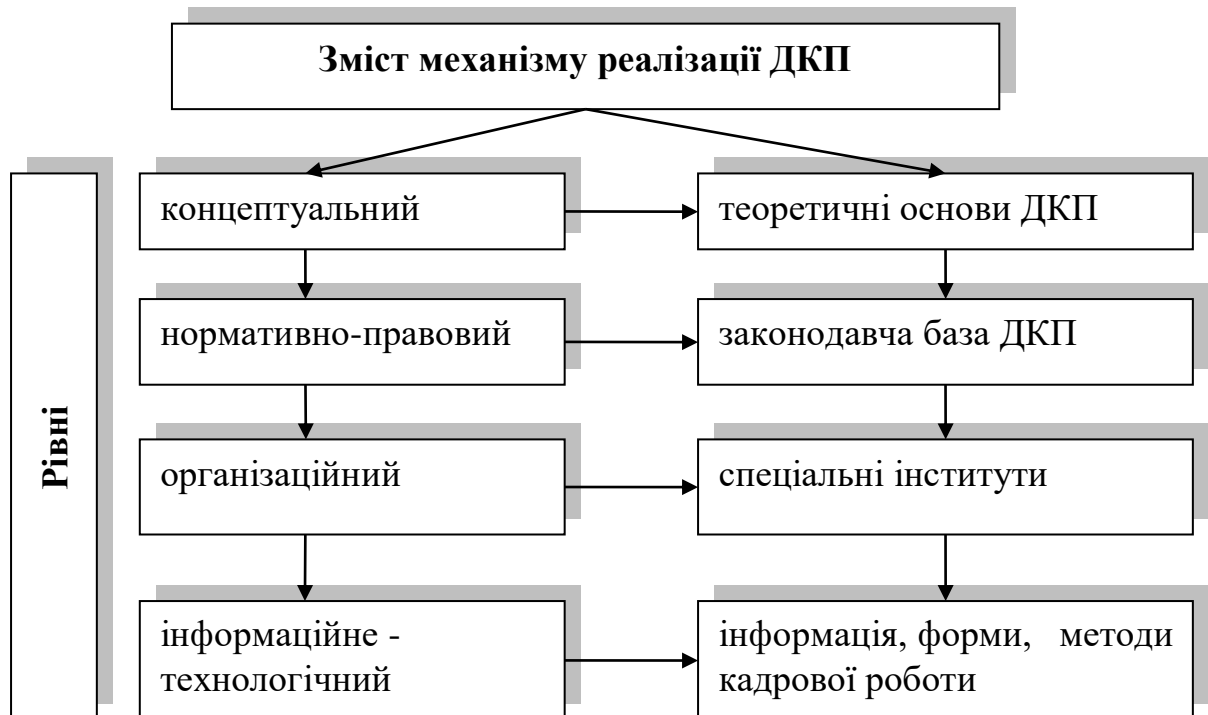 Зміст механізму реалізації ДКП
Рівні
концептуальний
теоретичні основи ДКП
нормативно-правовий
законодавча база ДКП
організаційний
спеціальні інститути
інформаційне -
технологічний
інформація, форми, методи
кадрової роботи